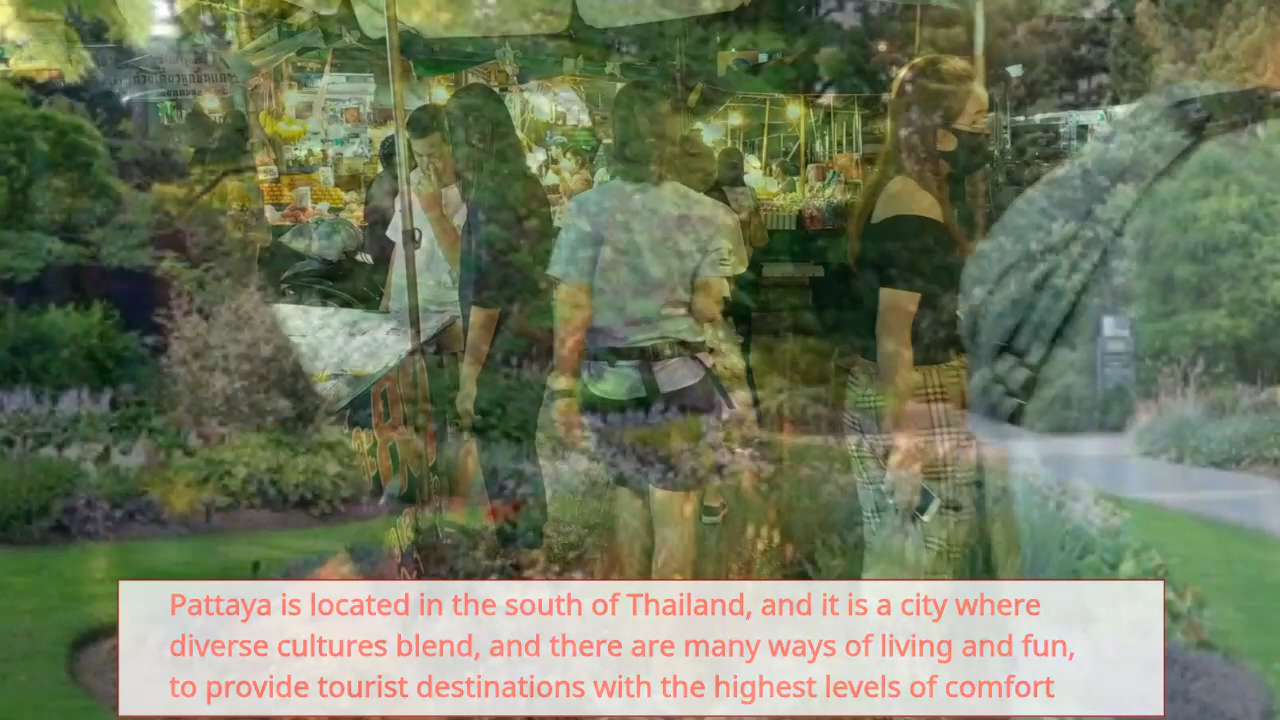 Pattaya is located in the south of Thailand, and it is a city where
diverse cultures blend, and there are many ways of living and fun,
to provide tourist destinations with the highest levels of comfort